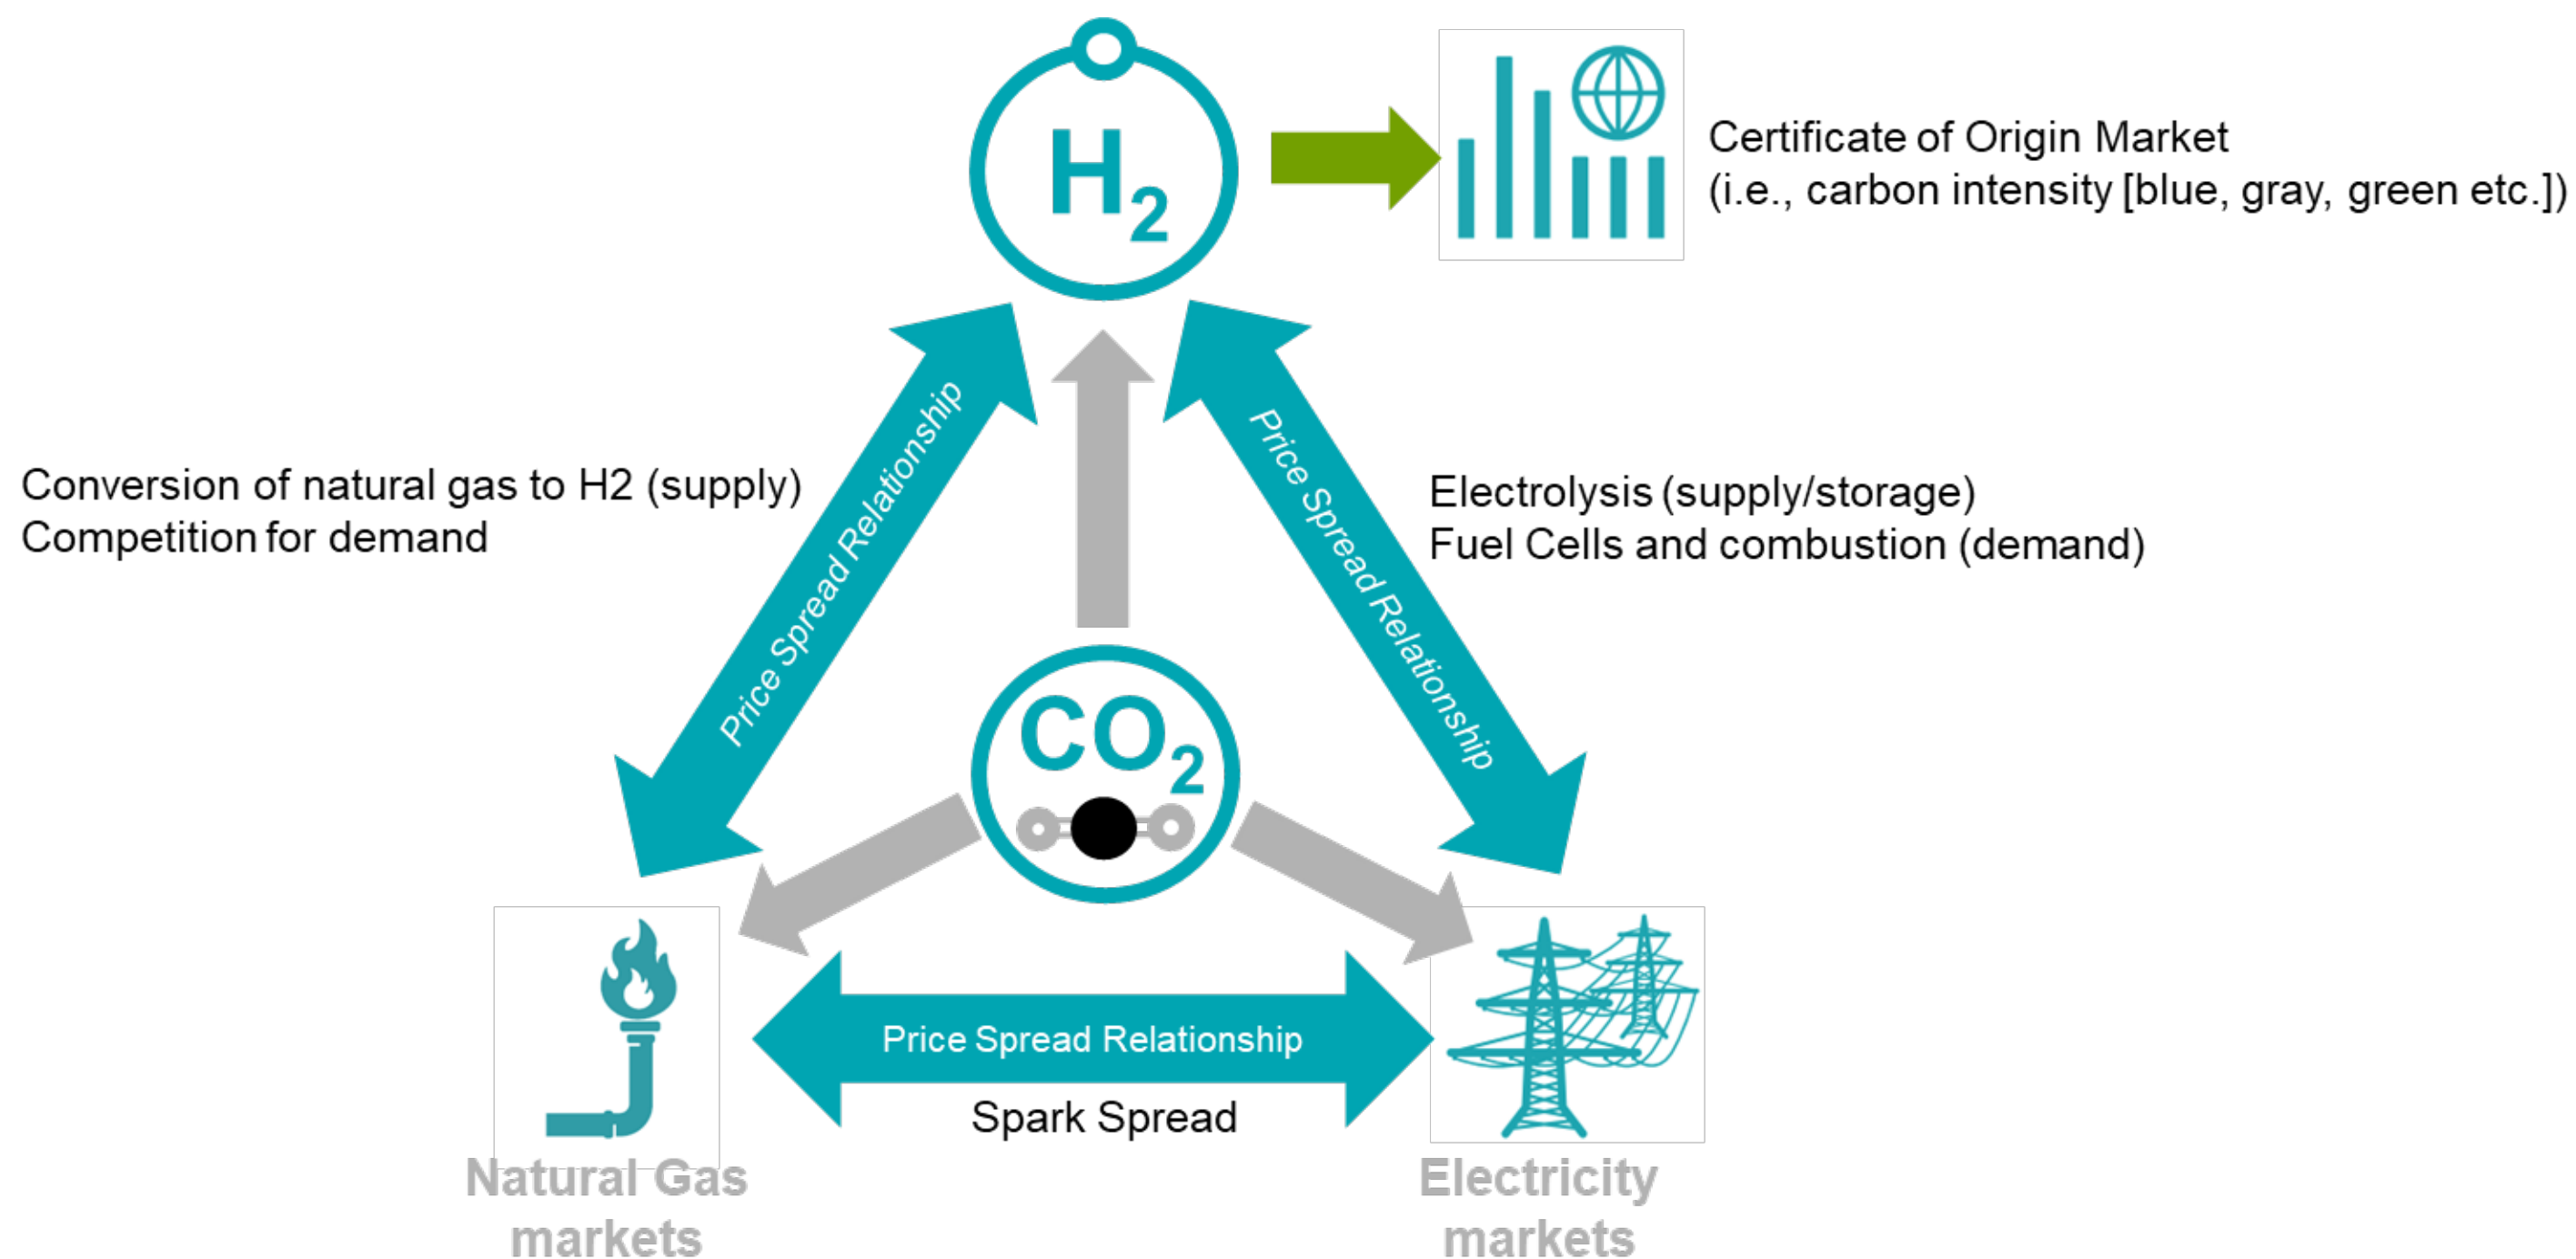 H2
Certificate of Origin Market
(i.e., carbon intensity [blue, gray, green etc.])
Price Spread Relationship
Price Spread Relationship
Conversion of natural gas to H2 (supply)
Competition for demand
Electrolysis (supply/storage)
Fuel Cells and combustion (demand)
CO2
Price Spread Relationship
Spark Spread
Natural Gas
markets
Electricity
markets